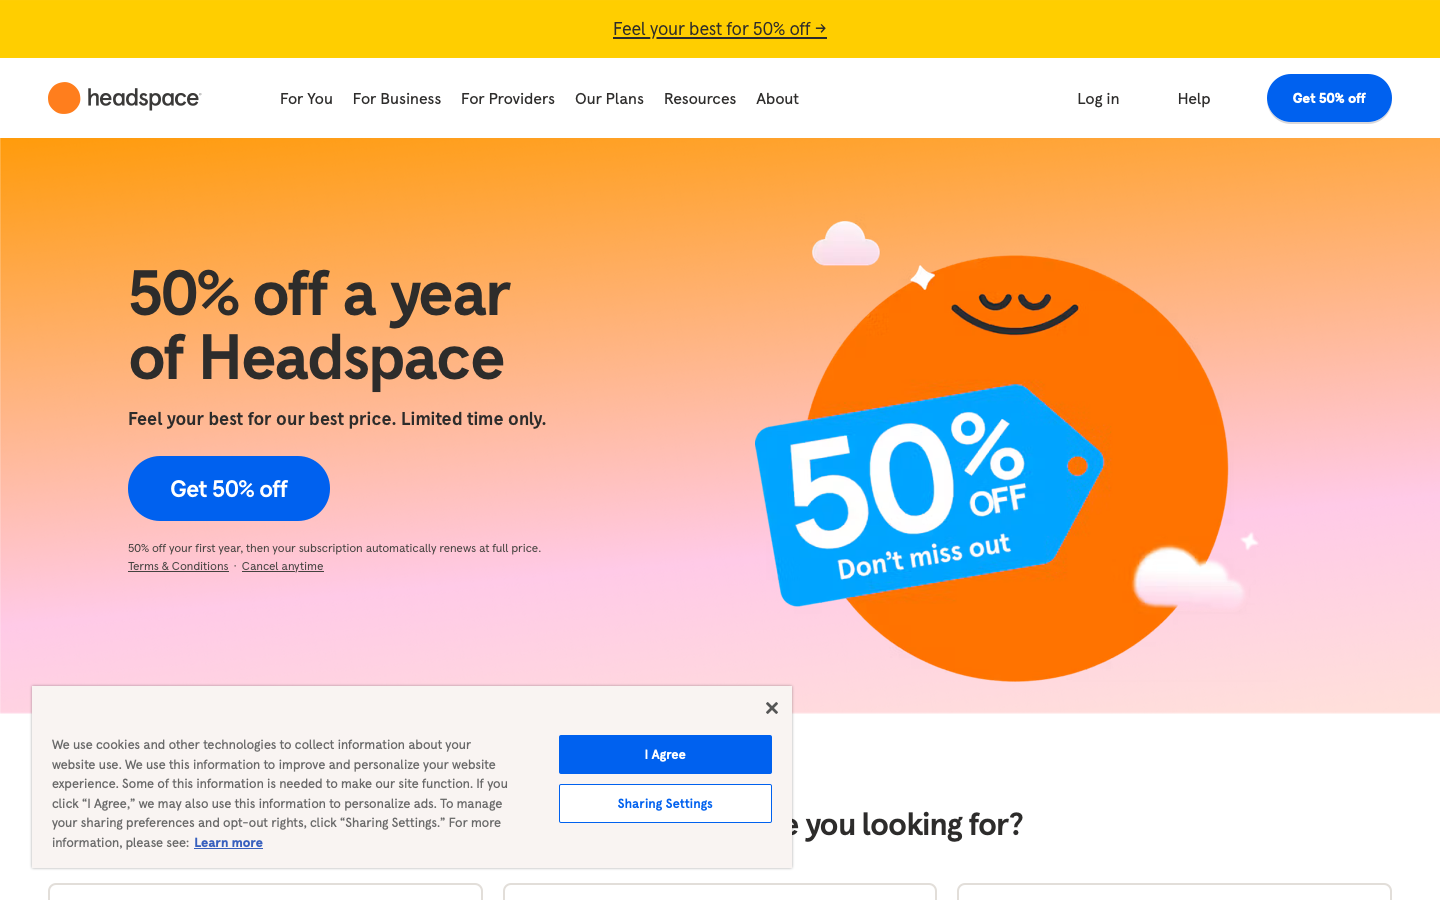 Feel your best for 50% off →
headspace
For You
For Business
For Providers
Our Plans
Resources
About
Log in
Help
Get 50% off
50% off a year
of Headspace
Feel your best for our best price. Limited time only.
Get 50% off
50% off your first year, then your subscription automatically renews at full price.
Terms & Conditions · Cancel anytime
50% OFF
Don't miss out
We use cookies and other technologies to collect information about your
website use. We use this information to improve and personalize your website
experience. Some of this information is needed to make our site function. If you
click “I Agree,” we may also use this information to personalize ads. To manage
your sharing preferences and opt-out rights, click “Sharing Settings.” For more
information, please see: Learn more
I Agree
Sharing Settings
you looking for?